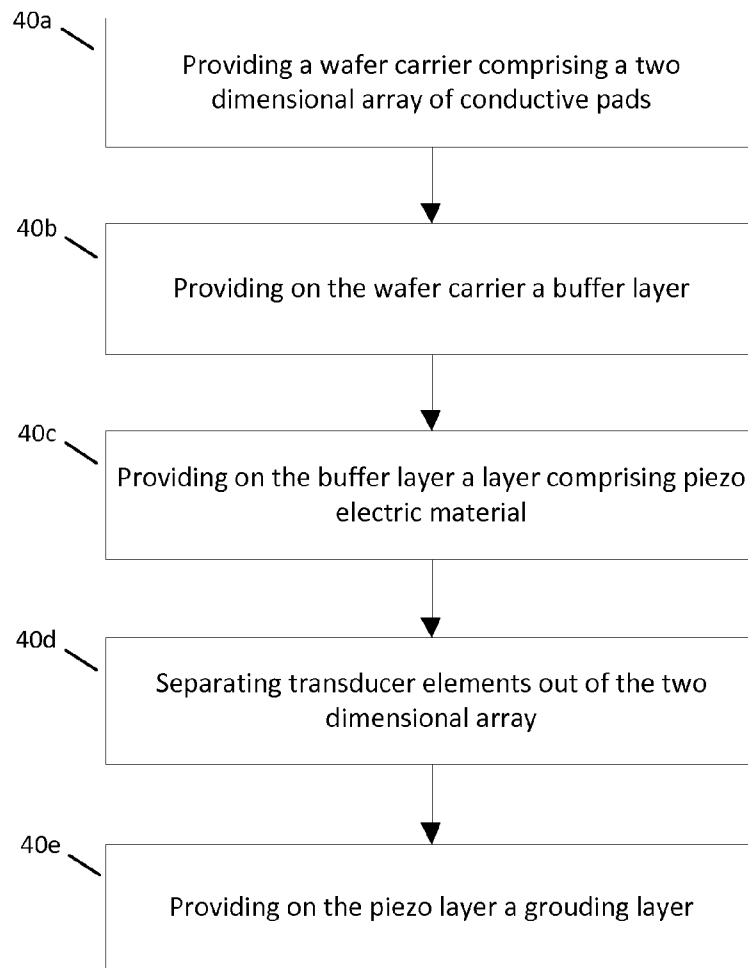 40a
Providing a wafer carrier comprising a two
dimensional array of conductive pads
40b
Providing on the wafer carrier a buffer layer
40c
Providing on the buffer layer a layer comprising piezo
electric material
40d
Separating transducer elements out of the two
dimensional array
40e
Providing on the piezo layer a grouding layer